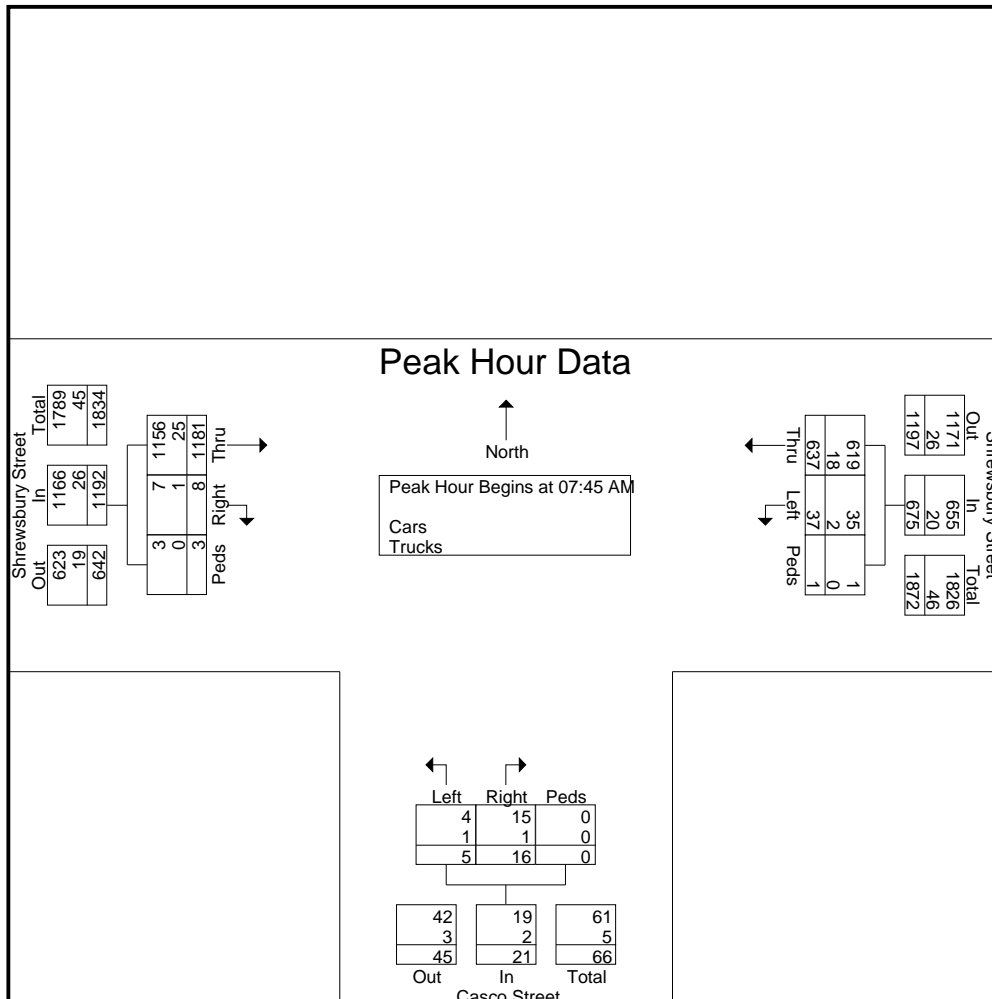 Peak Hour Data
North
Peak Hour Begins at 07:45 AM
Cars
Trucks
Shrewsbury Street
Out In Total
623 1166 1789
19 26 45
642 1192 1834
3 7 1156
0 1 25
3 8 1181
Peds Right Thru
Shrewsbury Street
Out In Total
1171 655 1826
26 20 46
1197 675 1872
619 35 1
18 2 0
637 37 1
Thru Left Peds
Left Right Peds
4 15 0
1 1 0
5 16 0
42 19 61
3 2 5
45 21 66
Out In Total
Casco Street